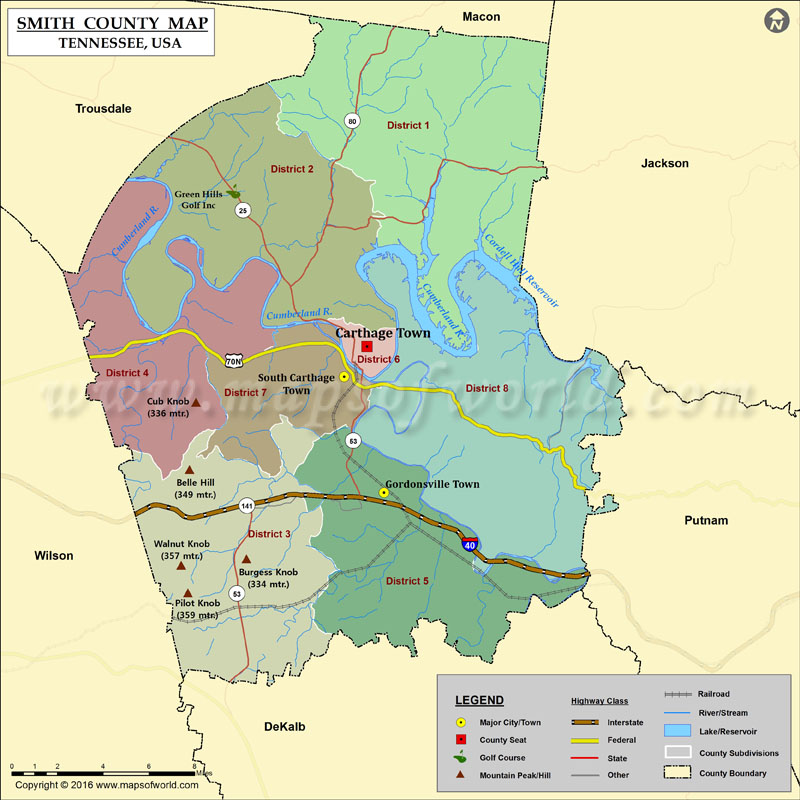 SMITH COUNTY MAP
TENNESSEE, USA
Macon
N
Trousdale
80
District 1
Jackson
District 2
Green Hills
Golf Inc
25
Cumberland R.
Cordell Hull Reservoir
Cumberland R.
Cumberland R.
Carthage Town
District 6
70N
District 4
South Carthage
Town
District 7
District 8
www.mapsofworld.com
Cub Knob
(336 mtr.)
53
Belle Hill
(349 mtr.)
Gordonsville Town
141
Putnam
Wilson
District 3
40
Walnut Knob
(357 mtr.)
Burgess Knob
(334 mtr.)
District 5
53
Pilot Knob
(359 mtr.)
DeKalb
LEGEND
Major City/Town
County Seat
Golf Course
Mountain Peak/Hill
Highway Class
Interstate
Federal
State
Other
Railroad
River/Stream
Lake/Reservoir
County Subdivisions
County Boundary
0 1 2 4 6 8
Miles
Copyright © 2016 www.mapsofworld.com